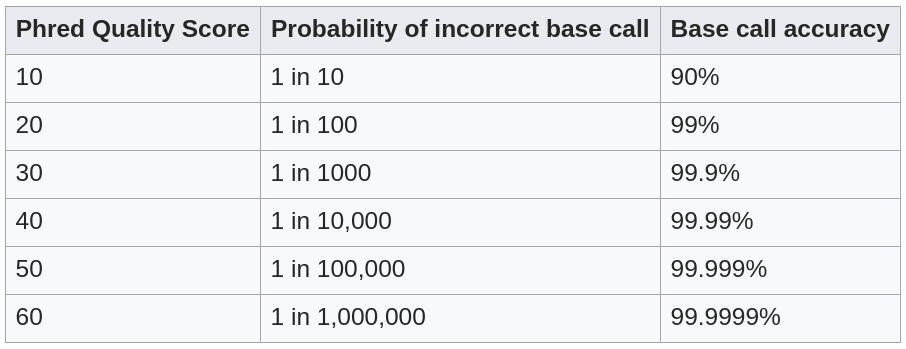 Phred Quality Score Probability of incorrect base call Base call accuracy
10 1 in 10 90%
20 1 in 100 99%
30 1 in 1000 99.9%
40 1 in 10,000 99.99%
50 1 in 100,000 99.999%
60 1 in 1,000,000 99.9999%